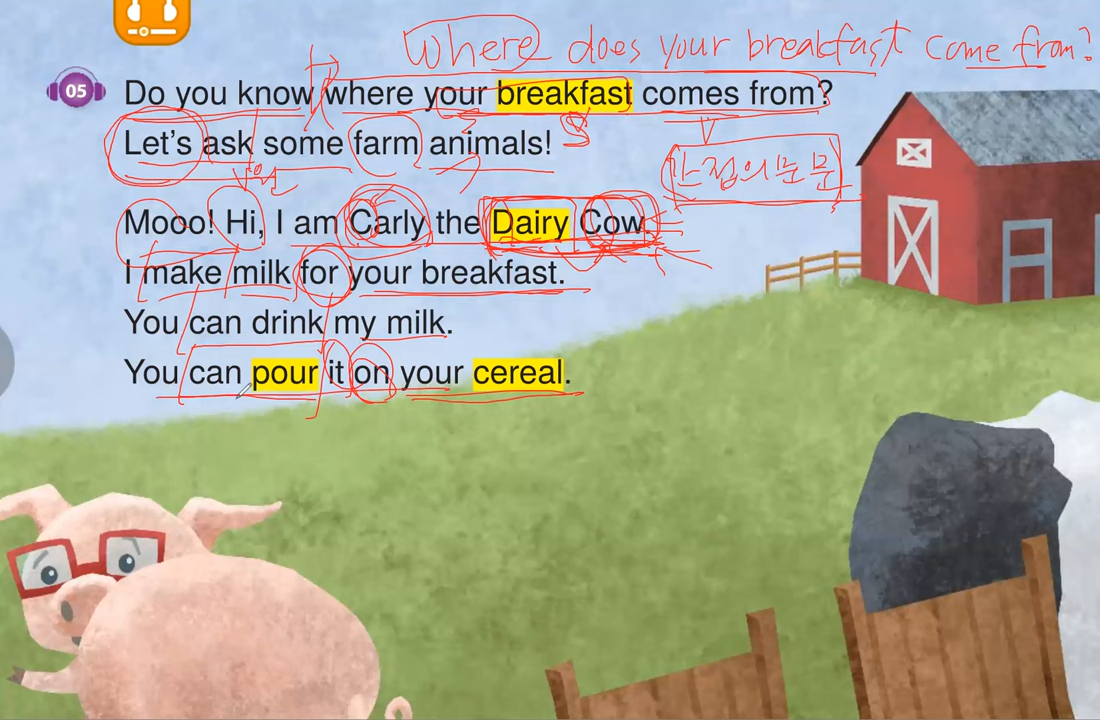 Where does your breakfast come from?
05 Do you know where your breakfast comes from?
Let's ask some farm animals!
간접의문문
Mooo! Hi, I am Carly the Dairy Cow.
I make milk for your breakfast.
You can drink my milk.
You can pour it on your cereal.